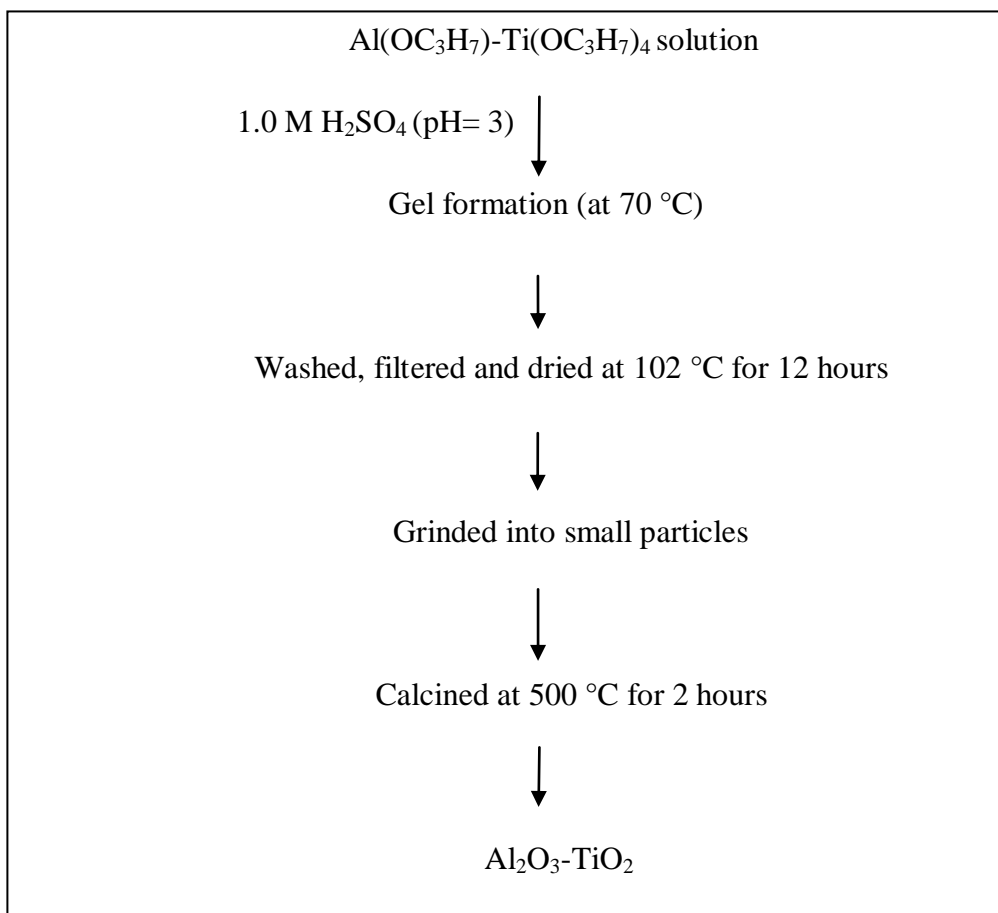 Al(OC₃H₇)-Ti(OC₃H₇)₄ solution
1.0 M H₂SO₄ (pH= 3)
Gel formation (at 70 °C)
Washed, filtered and dried at 102 °C for 12 hours
Grinded into small particles
Calcined at 500 °C for 2 hours
Al₂O₃-TiO₂